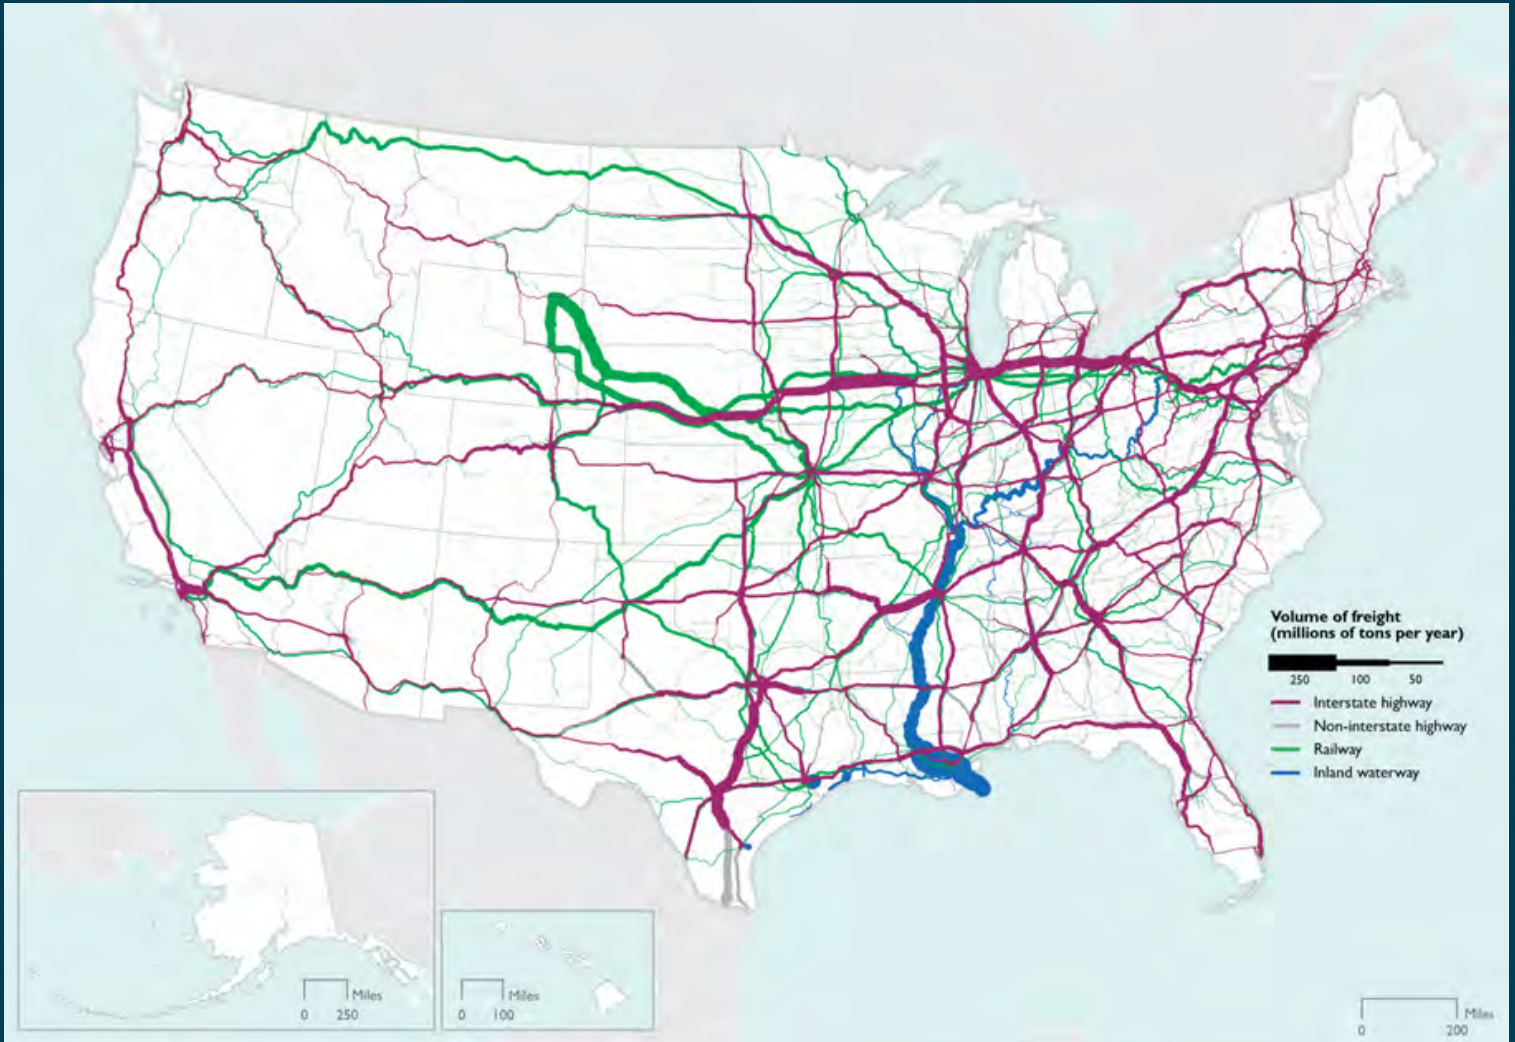 Volume of freight
(millions of tons per year)
250 100 50
Interstate highway
Non-interstate highway
Railway
Inland waterway
Miles
0 250
Miles
0 100
Miles
0 200